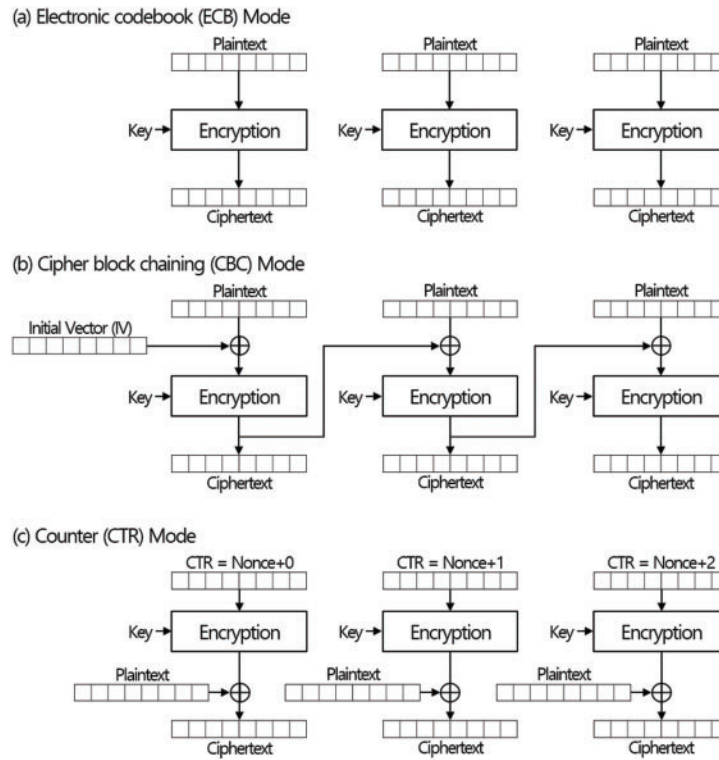 (a) Electronic codebook (ECB) Mode
Plaintext Plaintext Plaintext
Key Encryption Key Encryption Key Encryption
Ciphertext Ciphertext Ciphertext
(b) Cipher block chaining (CBC) Mode
Plaintext Plaintext Plaintext
Initial Vector (IV)
Key Encryption Key Encryption Key Encryption
Ciphertext Ciphertext Ciphertext
(c) Counter (CTR) Mode
CTR = Nonce+0 CTR = Nonce+1 CTR = Nonce+2
Key Encryption Key Encryption Key Encryption
Plaintext Plaintext Plaintext
Ciphertext Ciphertext Ciphertext